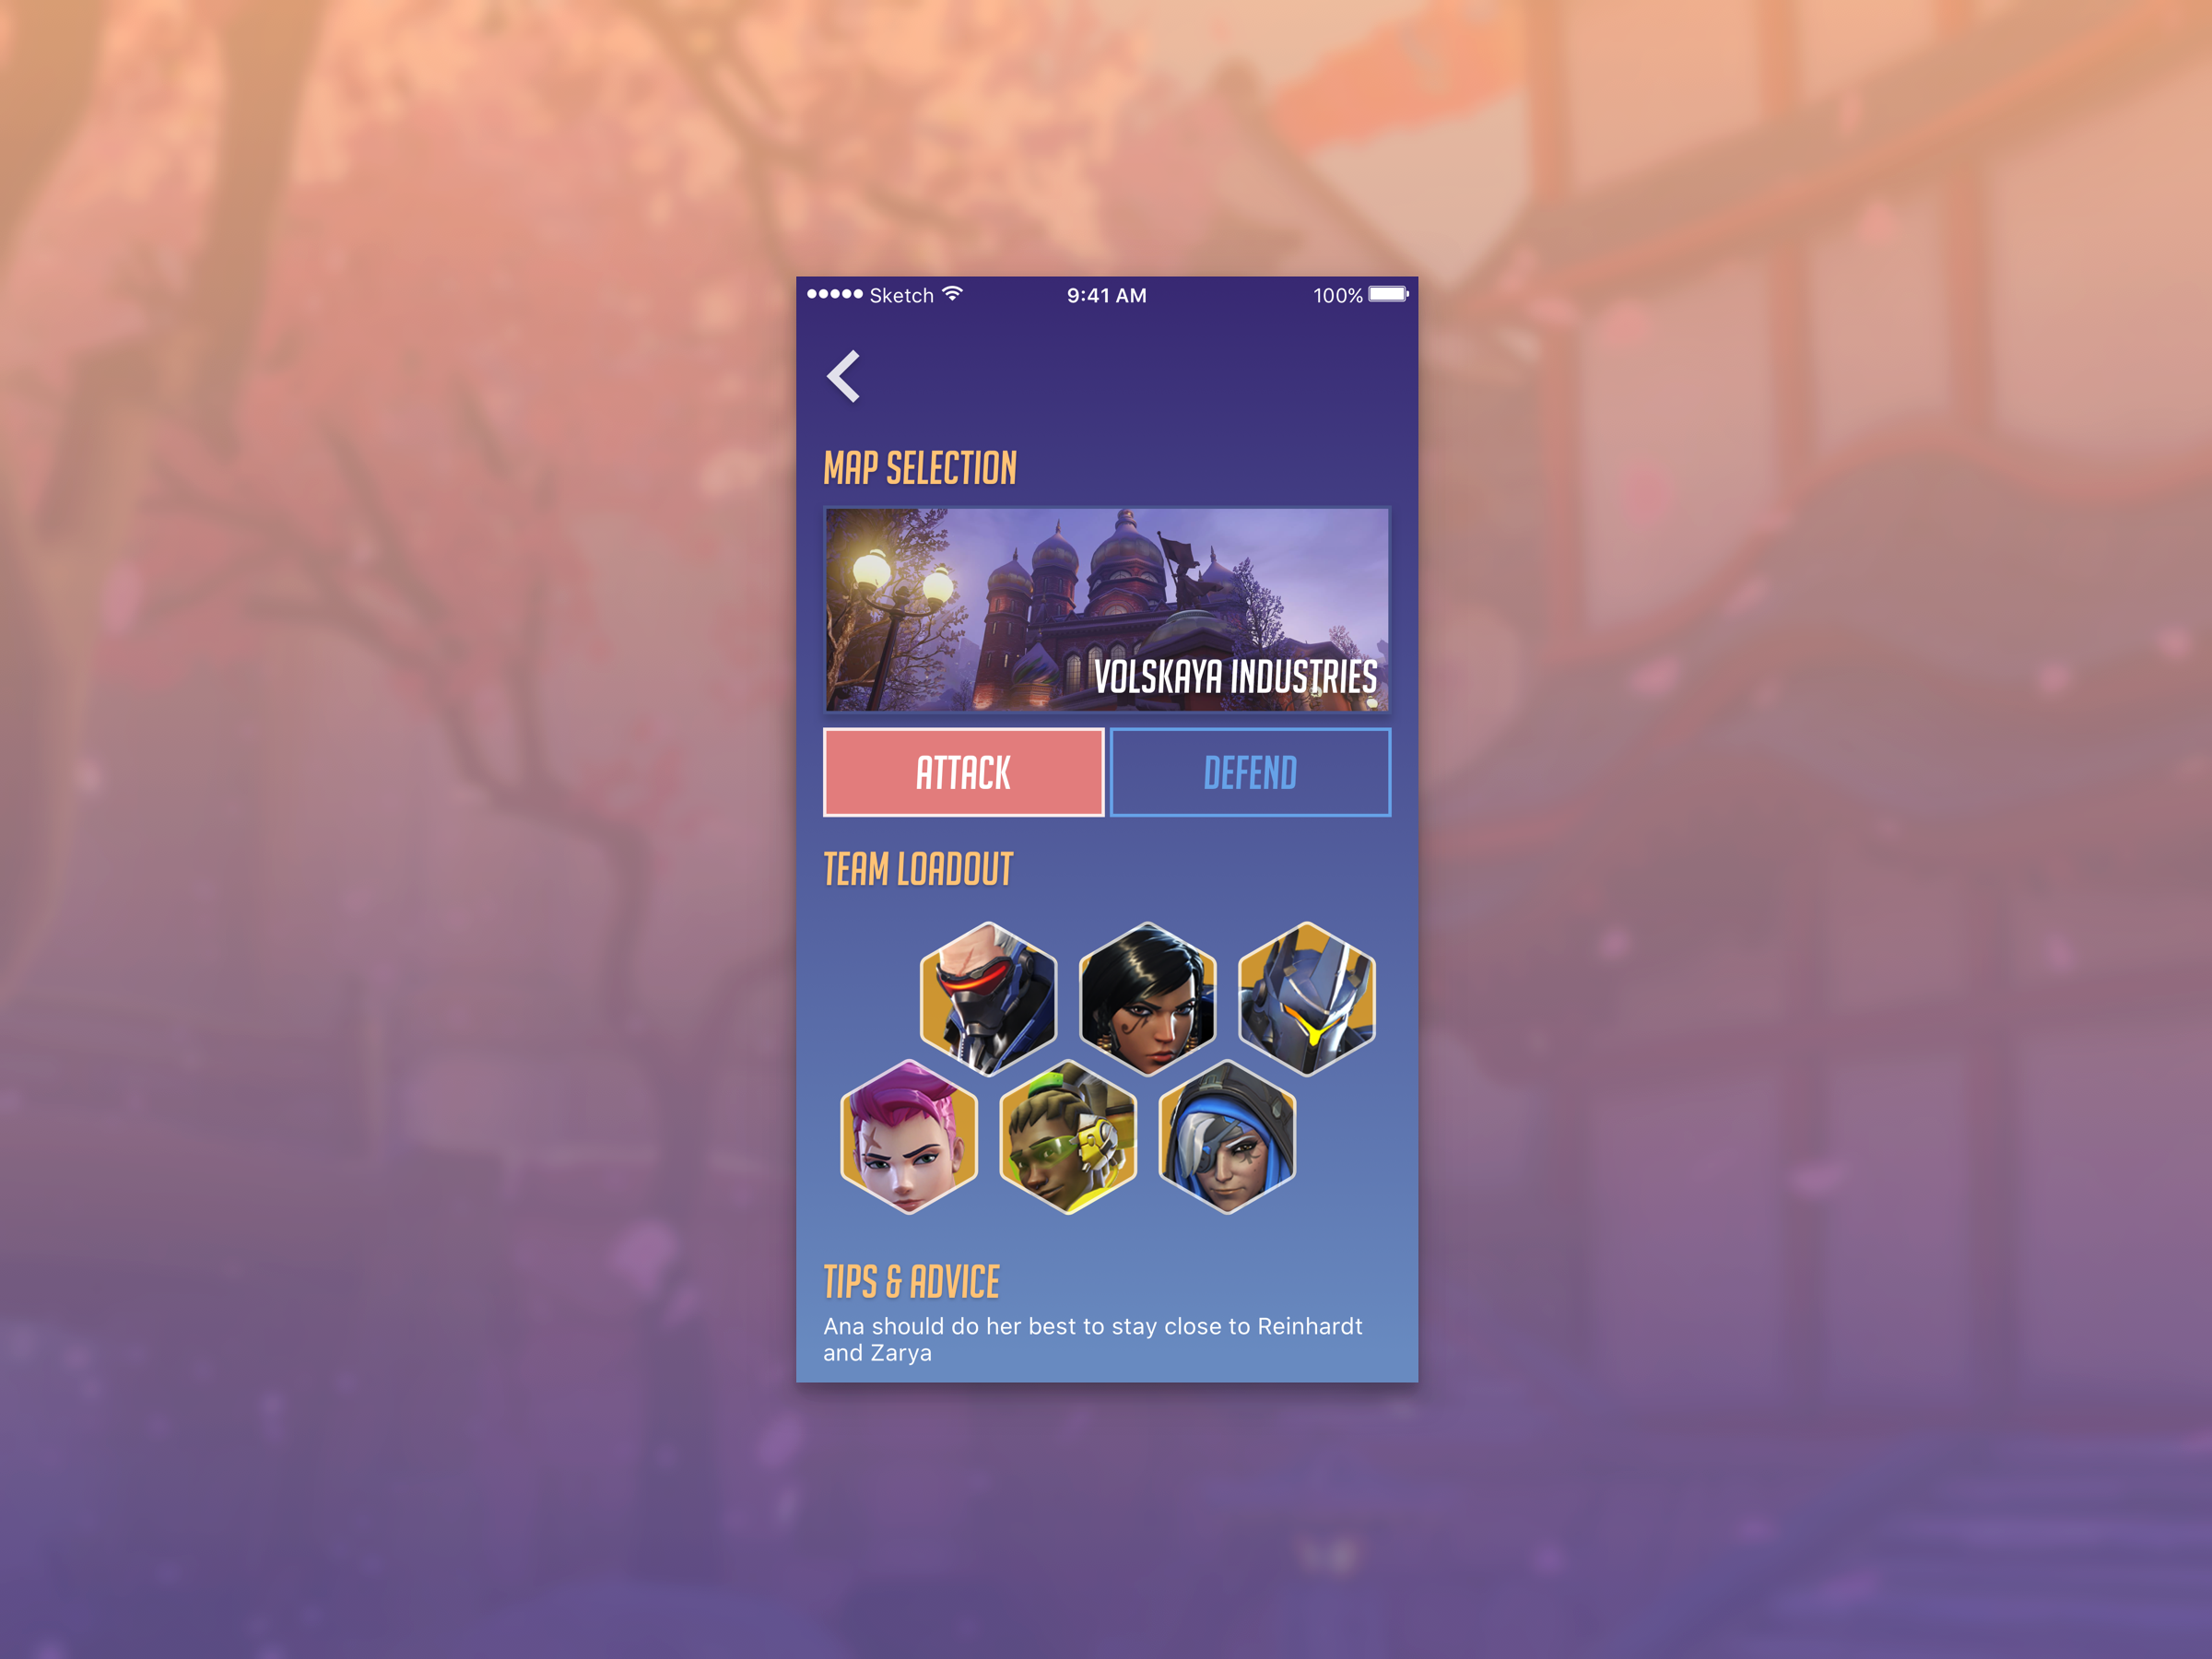 Sketch
9:41 AM
100%
MAP SELECTION
VOLSKAYA INDUSTRIES
ATTACK
DEFEND
TEAM LOADOUT
TIPS & ADVICE
Ana should do her best to stay close to Reinhardt
and Zarya